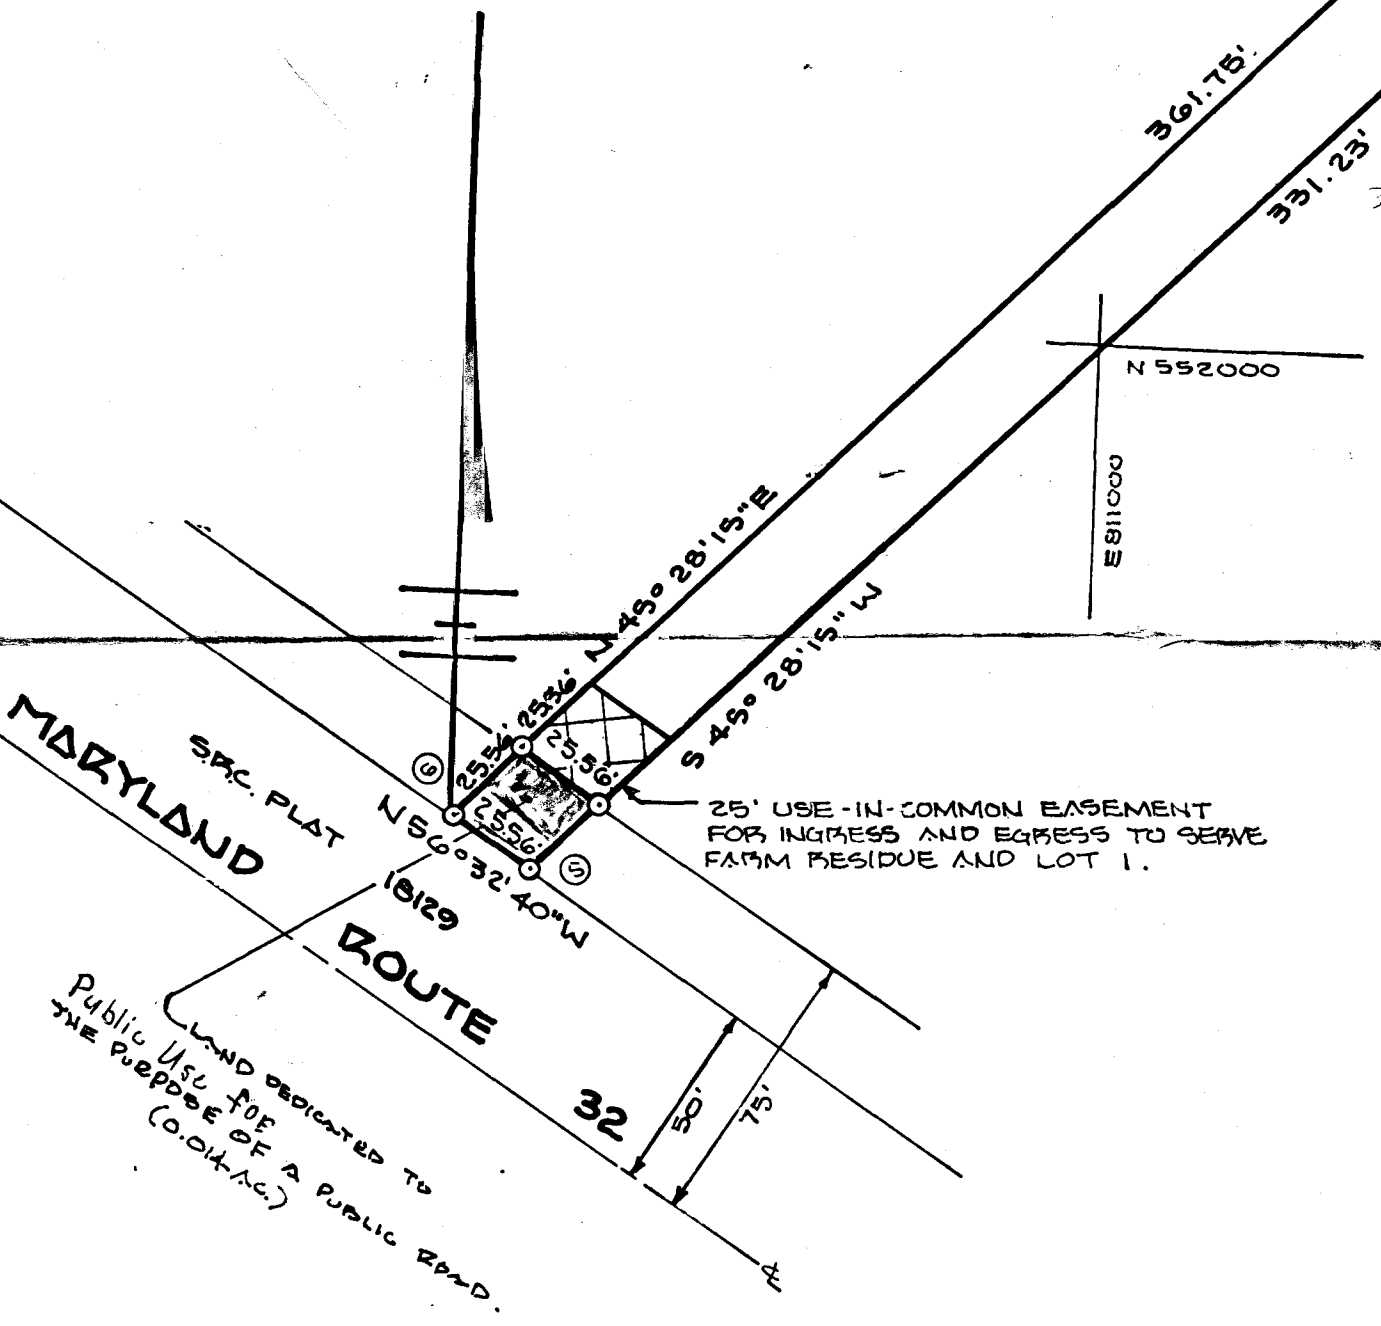 361.75'
331.23'
N 552000
E 811000
N 45° 28' 15" E
S 45° 28' 15" W
25.56'
25.56'
25.56'
25.56'
6
5
N 56° 32' 40" W
25' USE-IN-COMMON EASEMENT
FOR INGRESS AND EGRESS TO SERVE
FARM RESIDUE AND LOT 1.
S.R.C. PLAT
18129
MARYLAND
ROUTE
32
50'
75'
LAND DEDICATED TO
Public Use for
THE PURPOSE OF A PUBLIC ROAD.
(0.014 AC.)